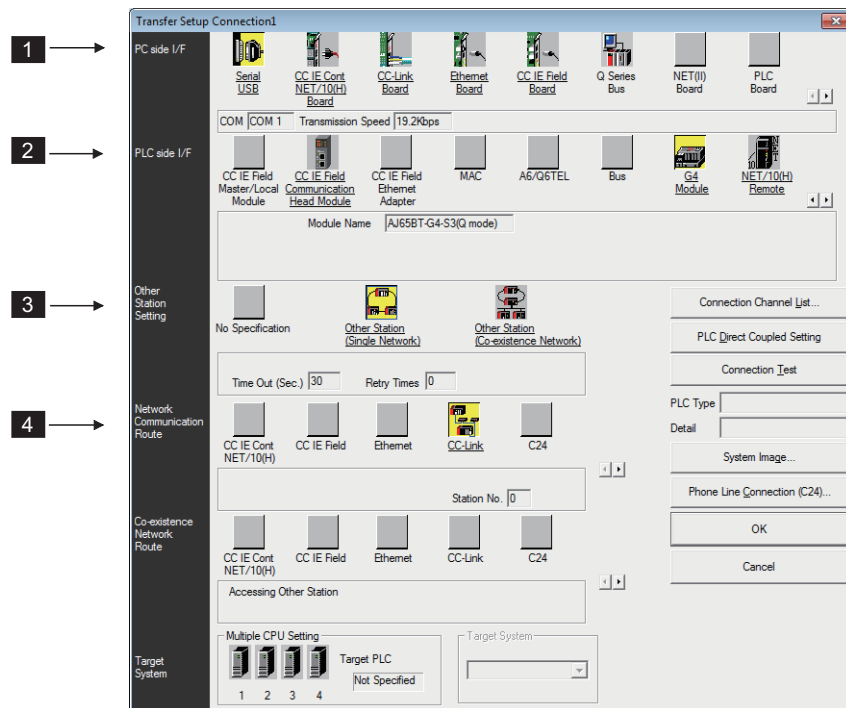 Transfer Setup Connection1
1
PC side I/F
Serial
USB
CC IE Cont
NET/10(H)
Board
CC-Link
Board
Ethernet
Board
CC IE Field
Board
Q Series
Bus
NET(II)
Board
PLC
Board
COM COM 1 Transmission Speed 19.2Kbps
2
PLC side I/F
CC IE Field
Master/Local
Module
CC IE Field
Communication
Head Module
CC IE Field
Ethernet
Adapter
MAC
A6/Q6TEL
Bus
G4
Module
NET/10(H)
Remote
Module Name AJ65BT-G4-S3(Q mode)
3
Other
Station
Setting
No Specification
Other Station
(Single Network)
Other Station
(Co-existence Network)
Time Out (Sec.) 30 Retry Times 0
Connection Channel List...
PLC Direct Coupled Setting
Connection Test
PLC Type
Detail
System Image...
Phone Line Connection (C24)...
OK
Cancel
4
Network
Communication
Route
CC IE Cont
NET/10(H)
CC IE Field
Ethernet
CC-Link
C24
Station No. 0
Co-existence
Network
Route
CC IE Cont
NET/10(H)
CC IE Field
Ethernet
CC-Link
C24
Accessing Other Station
Target
System
Multiple CPU Setting
1 2 3 4
Target PLC
Not Specified
Target System